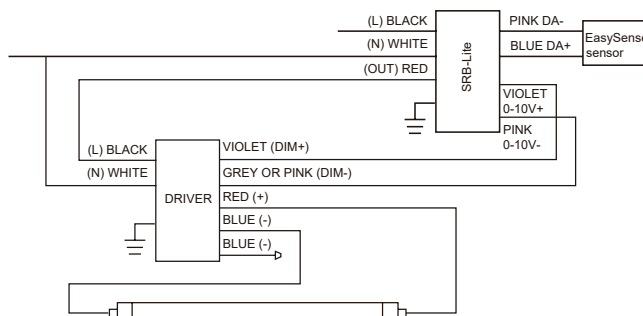 (L) BLACK
(N) WHITE
(OUT) RED
SRB-Lite
PINK DA-
BLUE DA+
EasySense
sensor
VIOLET
0-10V+
PINK
0-10V-
(L) BLACK
(N) WHITE
DRIVER
VIOLET (DIM+)
GREY OR PINK (DIM-)
RED (+)
BLUE (-)
BLUE (-)